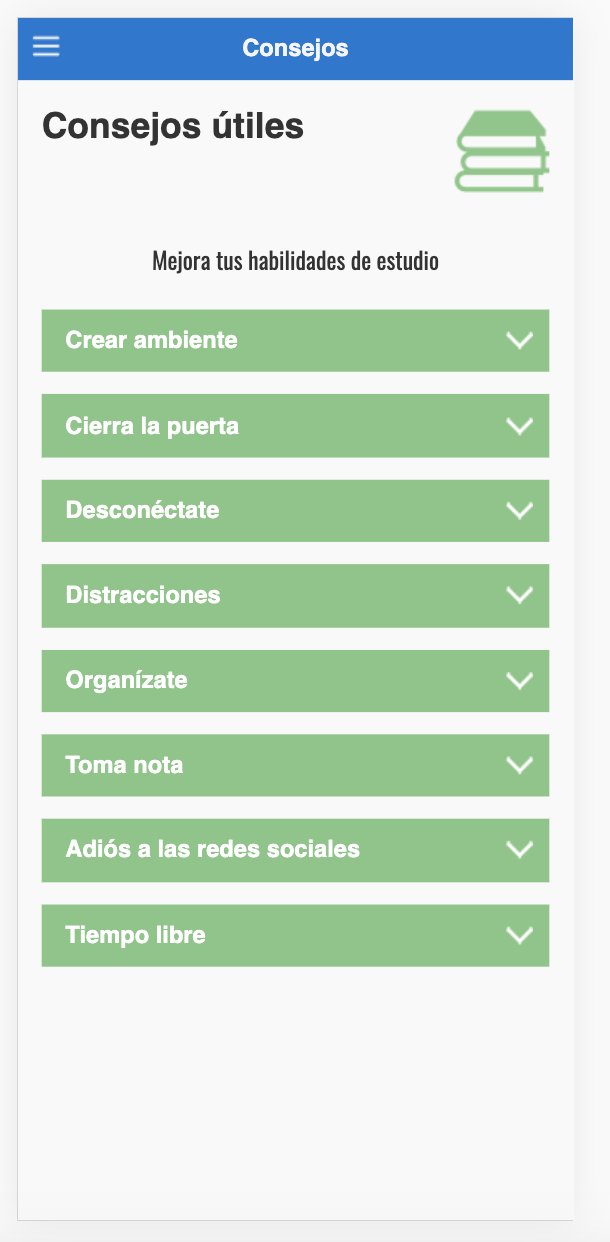 Consejos
Consejos útiles
Mejora tus habilidades de estudio
Crear ambiente
Cierra la puerta
Desconéctate
Distracciones
Organízate
Toma nota
Adiós a las redes sociales
Tiempo libre